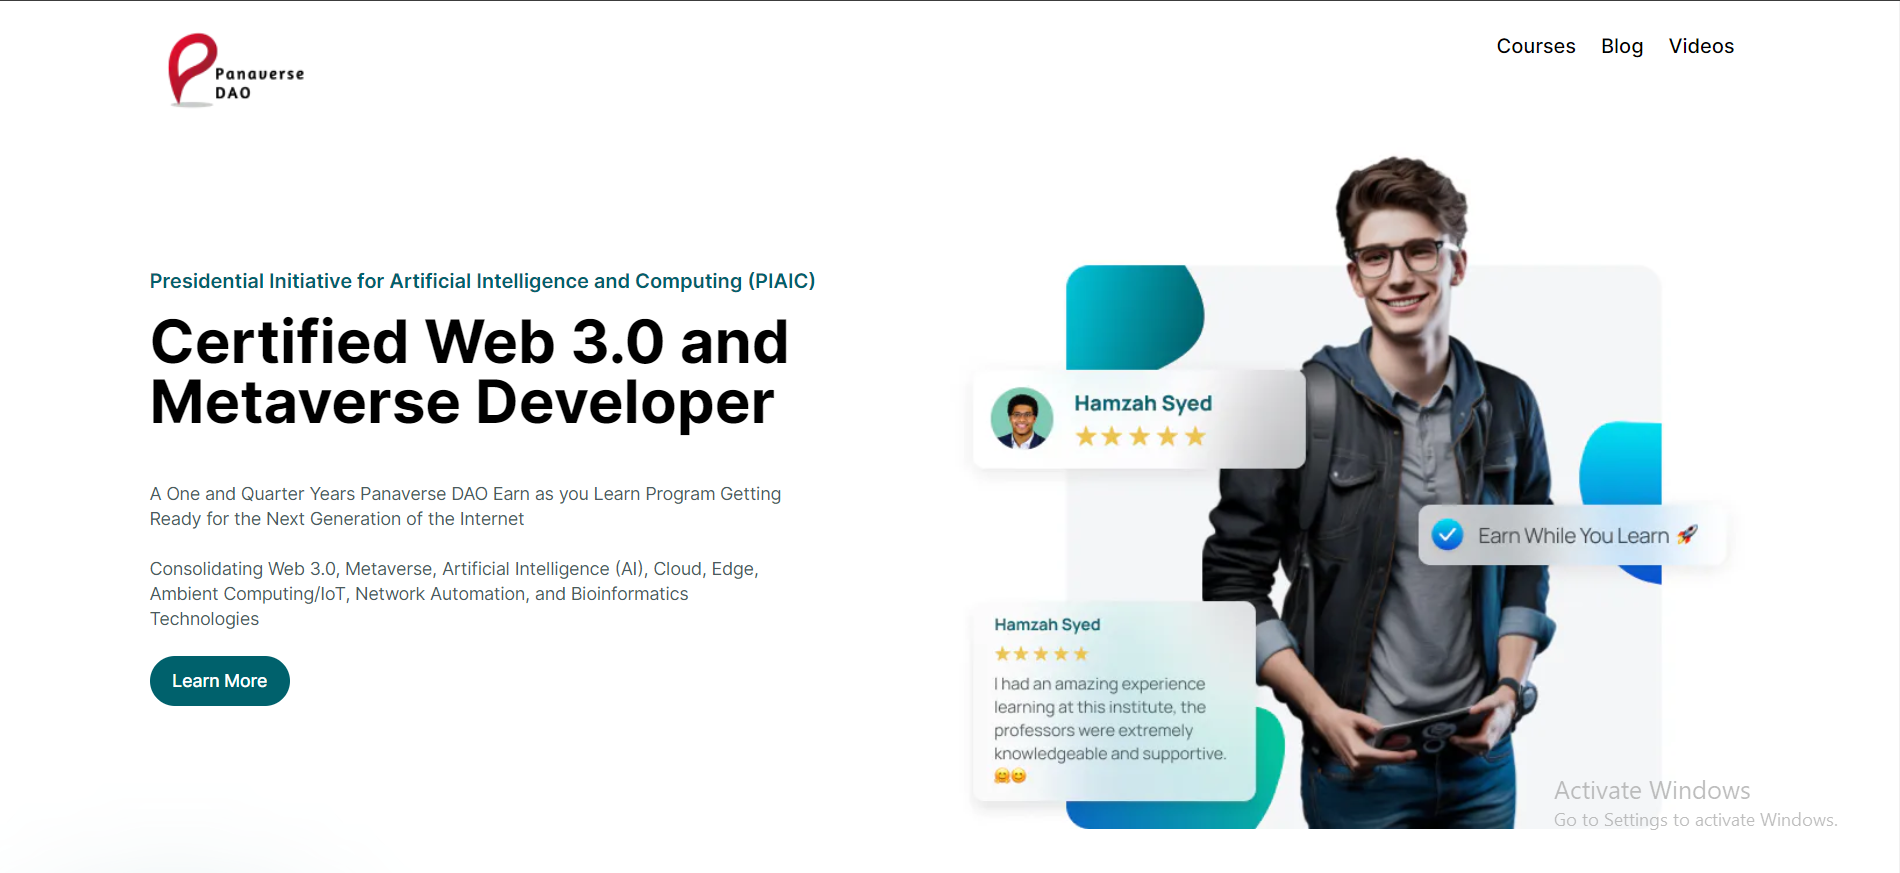 Panaverse
DAO
Courses Blog Videos
Presidential Initiative for Artificial Intelligence and Computing (PIAIC)
Certified Web 3.0 and
Metaverse Developer
A One and Quarter Years Panaverse DAO Earn as you Learn Program Getting
Ready for the Next Generation of the Internet
Consolidating Web 3.0, Metaverse, Artificial Intelligence (AI), Cloud, Edge,
Ambient Computing/IoT, Network Automation, and Bioinformatics
Technologies
Learn More
Hamzah Syed
Earn While You Learn 🚀
Hamzah Syed
I had an amazing experience
learning at this institute, the
professors were extremely
knowledgeable and supportive.
🤗😊
Activate Windows
Go to Settings to activate Windows.